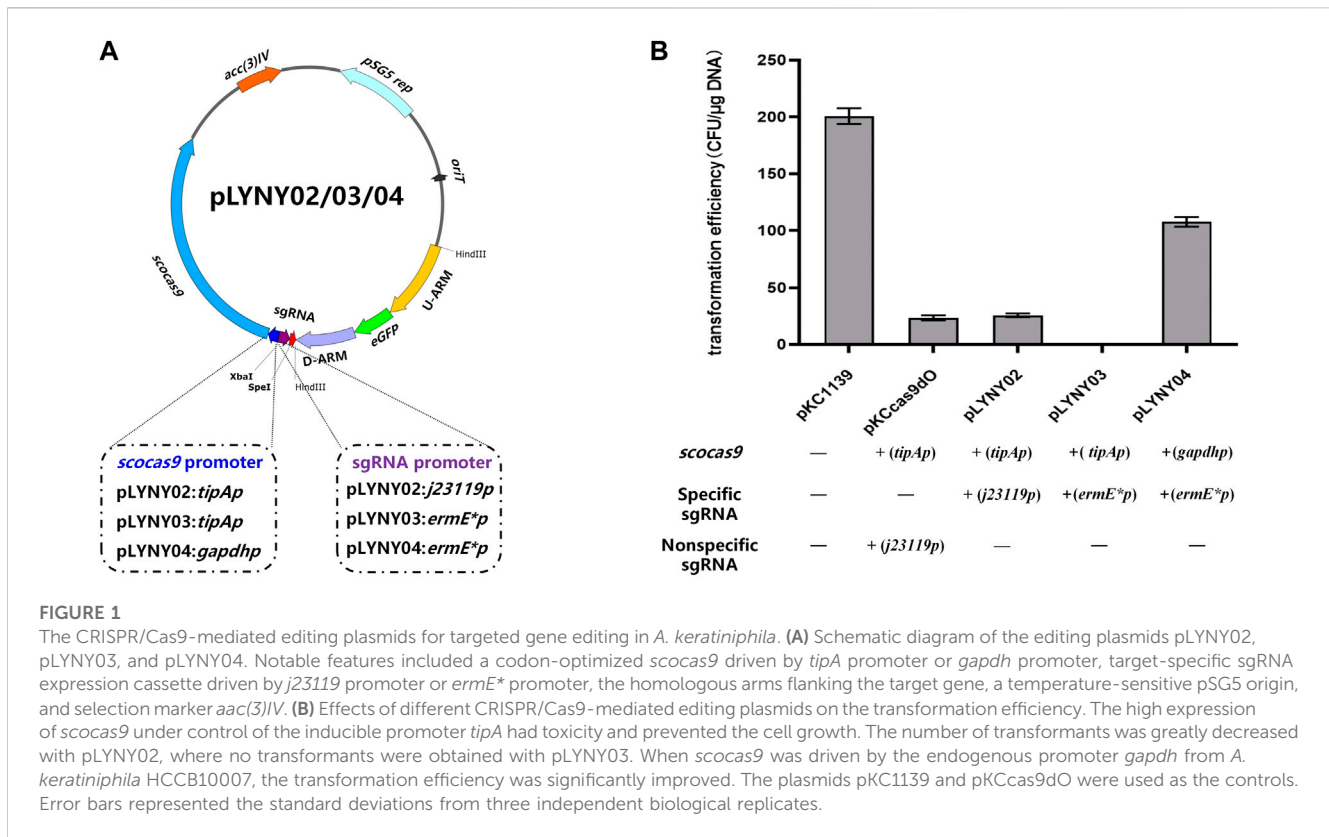 A
acc(3)IV
pSG5 rep
oriT
pLYNY02/03/04
HindIII
U-ARM
eGFP
D-ARM
sgRNA
scocas9
XbaI
SpeI
HindIII
scocas9 promoter
pLYNY02:tipAp
pLYNY03:tipAp
pLYNY04:gapdhp
sgRNA promoter
pLYNY02:j23119p
pLYNY03:ermE*p
pLYNY04:ermE*p
B
transformation efficiency (CFU/μg DNA)
250
200
150
100
50
0
pKC1139 pKCcas9dO pLYNY02 pLYNY03 pLYNY04
scocas9 — + (tipAp) + (tipAp) +( tipAp) +(gapdhp)
Specific sgRNA — — + (j23119p) +(ermE*p) +(ermE*p)
Nonspecific sgRNA — + (j23119p) — — —
FIGURE 1
The CRISPR/Cas9-mediated editing plasmids for targeted gene editing in A. keratiniphila. (A) Schematic diagram of the editing plasmids pLYNY02,
pLYNY03, and pLYNY04. Notable features included a codon-optimized scocas9 driven by tipA promoter or gapdh promoter, target-specific sgRNA
expression cassette driven by j23119 promoter or ermE* promoter, the homologous arms flanking the target gene, a temperature-sensitive pSG5 origin,
and selection marker aac(3)IV. (B) Effects of different CRISPR/Cas9-mediated editing plasmids on the transformation efficiency. The high expression
of scocas9 under control of the inducible promoter tipA had toxicity and prevented the cell growth. The number of transformants was greatly decreased
with pLYNY02, where no transformants were obtained with pLYNY03. When scocas9 was driven by the endogenous promoter gapdh from A.
keratiniphila HCCB10007, the transformation efficiency was significantly improved. The plasmids pKC1139 and pKCcas9dO were used as the controls.
Error bars represented the standard deviations from three independent biological replicates.